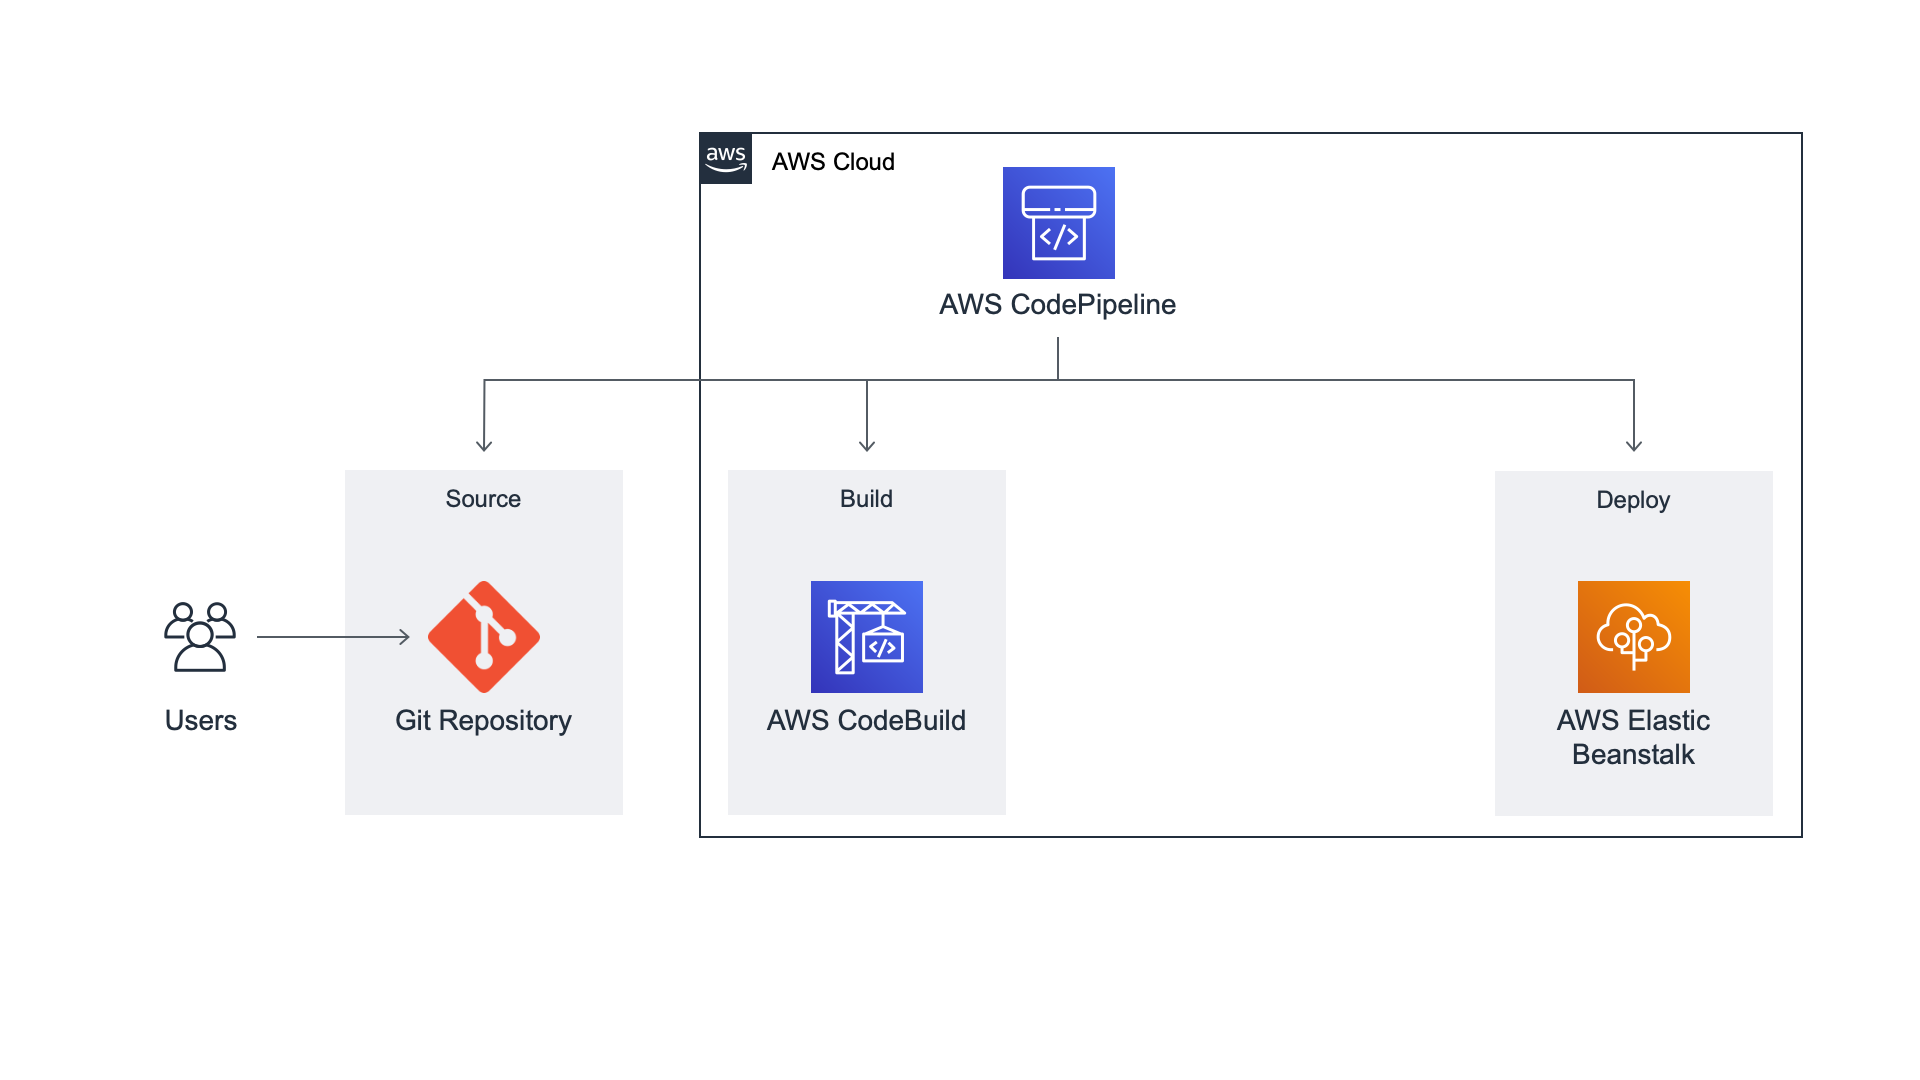 aws
AWS Cloud
</>
AWS CodePipeline
Source
Build
Deploy
</>
Users
Git Repository
AWS CodeBuild
AWS Elastic
Beanstalk